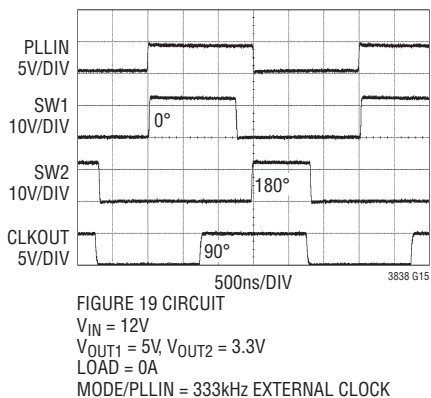 PLLIN
5V/DIV
SW1
10V/DIV
0°
SW2
10V/DIV
180°
CLKOUT
5V/DIV
90°
500ns/DIV
3838 G15
FIGURE 19 CIRCUIT
VIN = 12V
VOUT1 = 5V, VOUT2 = 3.3V
LOAD = 0A
MODE/PLLIN = 333kHz EXTERNAL CLOCK